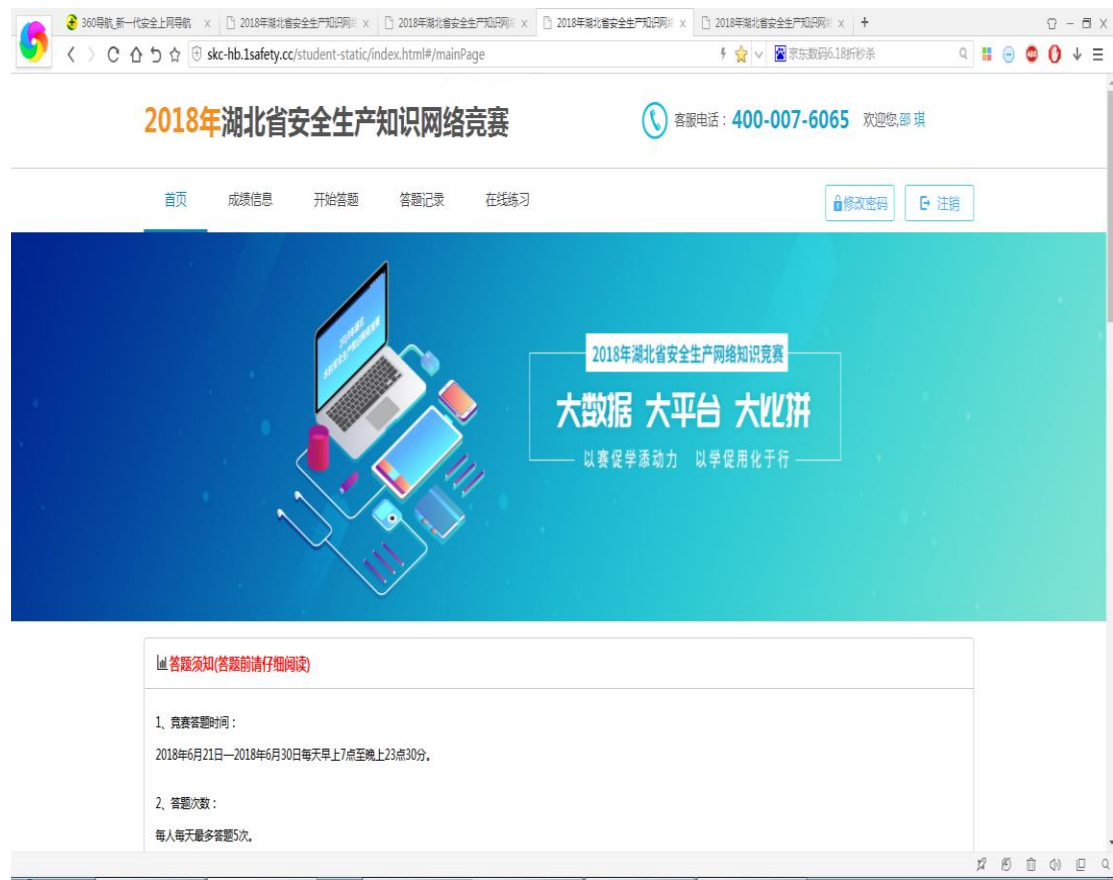 360导航_新一代安全上网导航
2018年湖北省安全生产知识网络
2018年湖北省安全生产知识网络
2018年湖北省安全生产知识网络
2018年湖北省安全生产知识网络
skc-hb.1safety.cc/student-static/index.html#/mainPage
京东数码6.18折秒杀
2018年湖北省安全生产知识网络竞赛
客服电话：400-007-6065 欢迎您,邵 琪
首页 成绩信息 开始答题 答题记录 在线练习
修改密码 注销
2018年湖北省安全生产网络知识竞赛
大数据 大平台 大比拼
以赛促学添动力 以学促用化于行
答题须知(答题前请仔细阅读)
1、竞赛答题时间：
2018年6月21日—2018年6月30日每天早上7点至晚上23点30分。
2、答题次数：
每人每天最多答题5次。